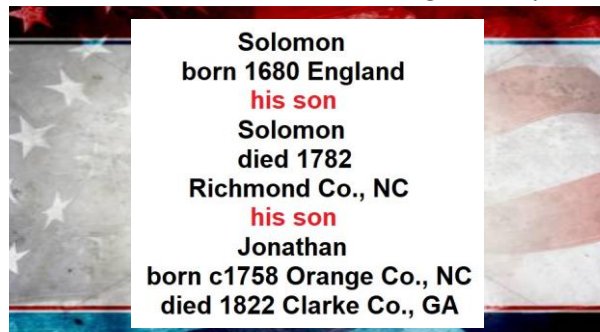 Solomon
born 1680 England
his son
Solomon
died 1782
Richmond Co., NC
his son
Jonathan
born c1758 Orange Co., NC
died 1822 Clarke Co., GA